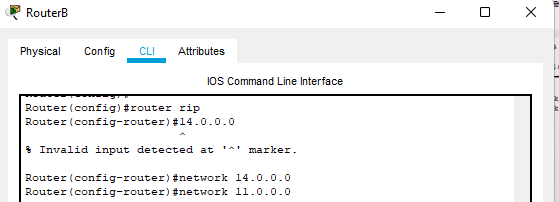 RouterB
Physical Config CLI Attributes
IOS Command Line Interface
Router(config)#router rip
Router(config-router)#14.0.0.0
^
% Invalid input detected at '^' marker.
Router(config-router)#network 14.0.0.0
Router(config-router)#network 11.0.0.0